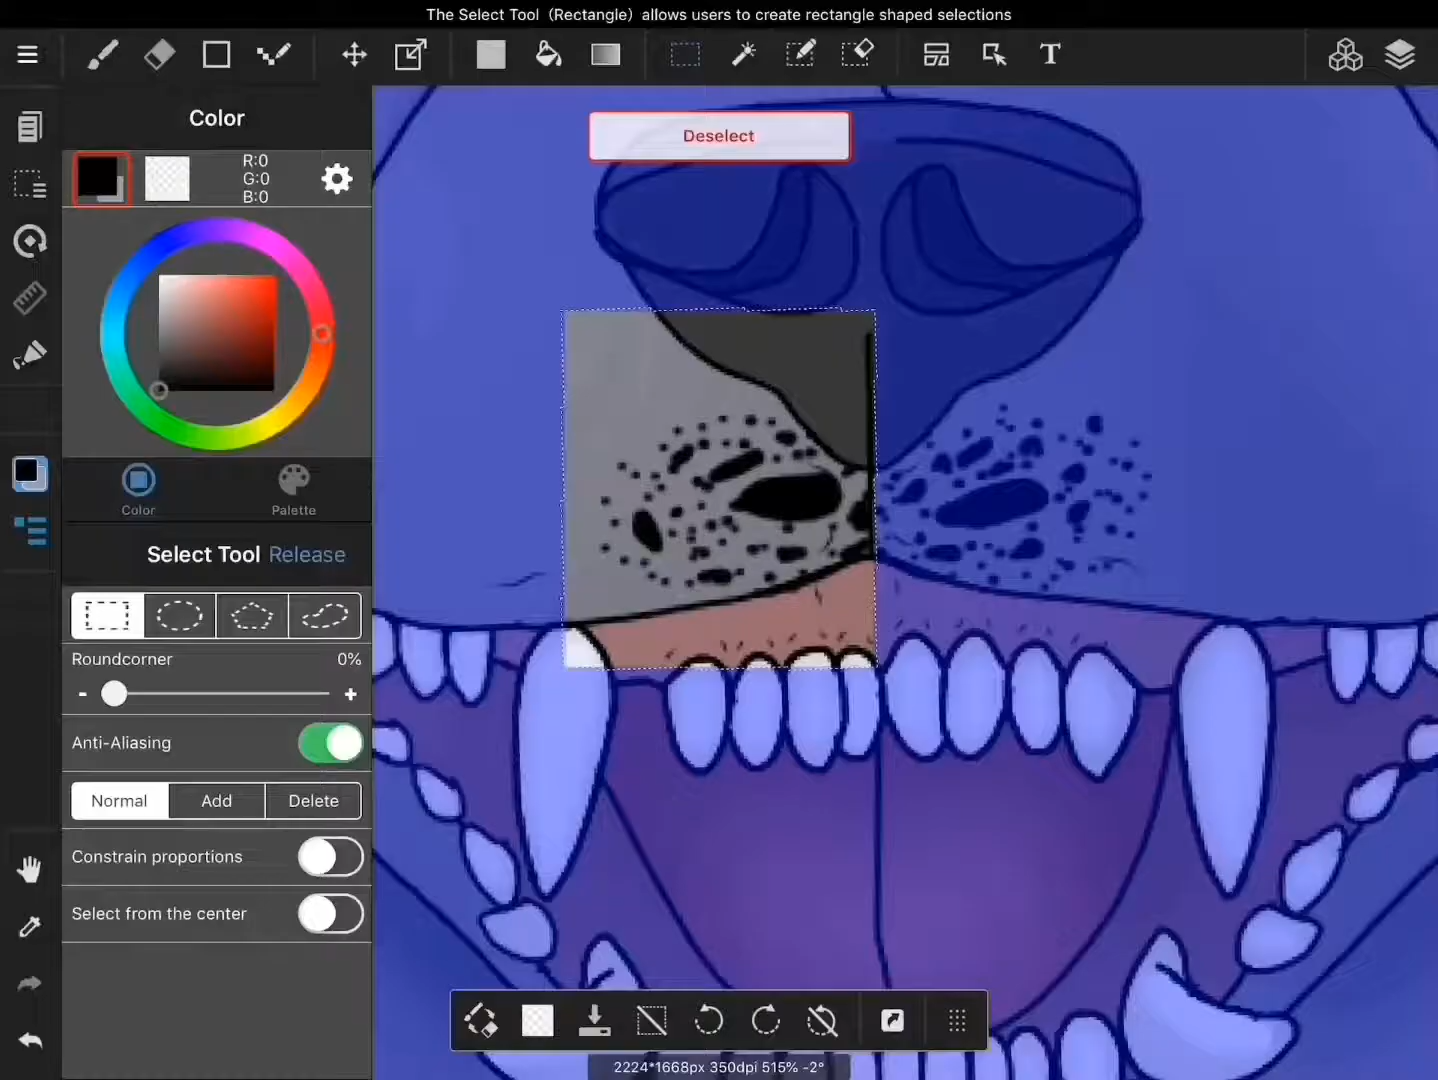 The Select Tool（Rectangle）allows users to create rectangle shaped selections
T
Color
R:0
G:0
B:0
Deselect
Color
Palette
Select Tool Release
Roundcorner 0%
- +
Anti-Aliasing
Normal Add Delete
Constrain proportions
Select from the center
2224*1668px 350dpi 515% -2°